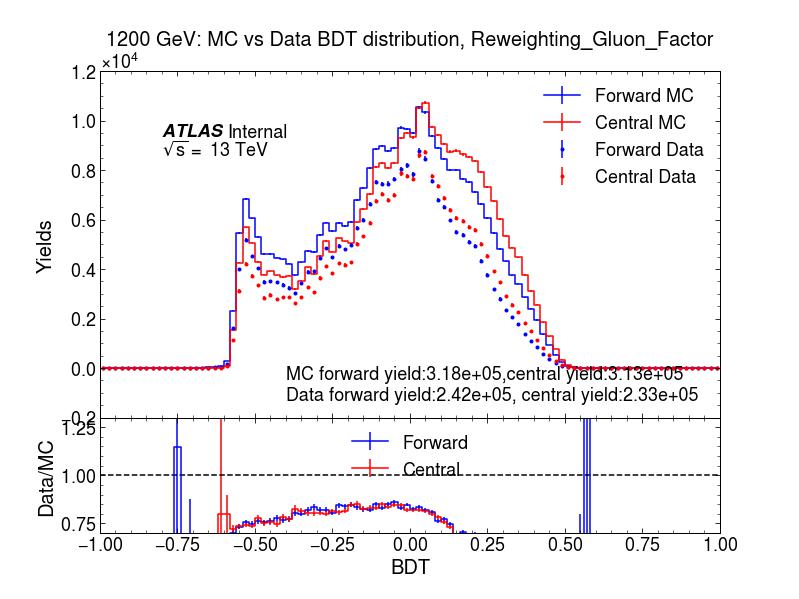 1200 GeV: MC vs Data BDT distribution, Reweighting_Gluon_Factor
×10⁴
1.2
1.0
0.8
0.6
0.4
0.2
0.0
0.2
Yields
ATLAS Internal
√s = 13 TeV
Forward MC
Central MC
Forward Data
Central Data
MC forward yield:3.18e+05,central yield:3.13e+05
Data forward yield:2.42e+05, central yield:2.33e+05
1.25
1.00
0.75
Data/MC
Forward
Central
−1.00 −0.75 −0.50 −0.25 0.00 0.25 0.50 0.75 1.00
BDT